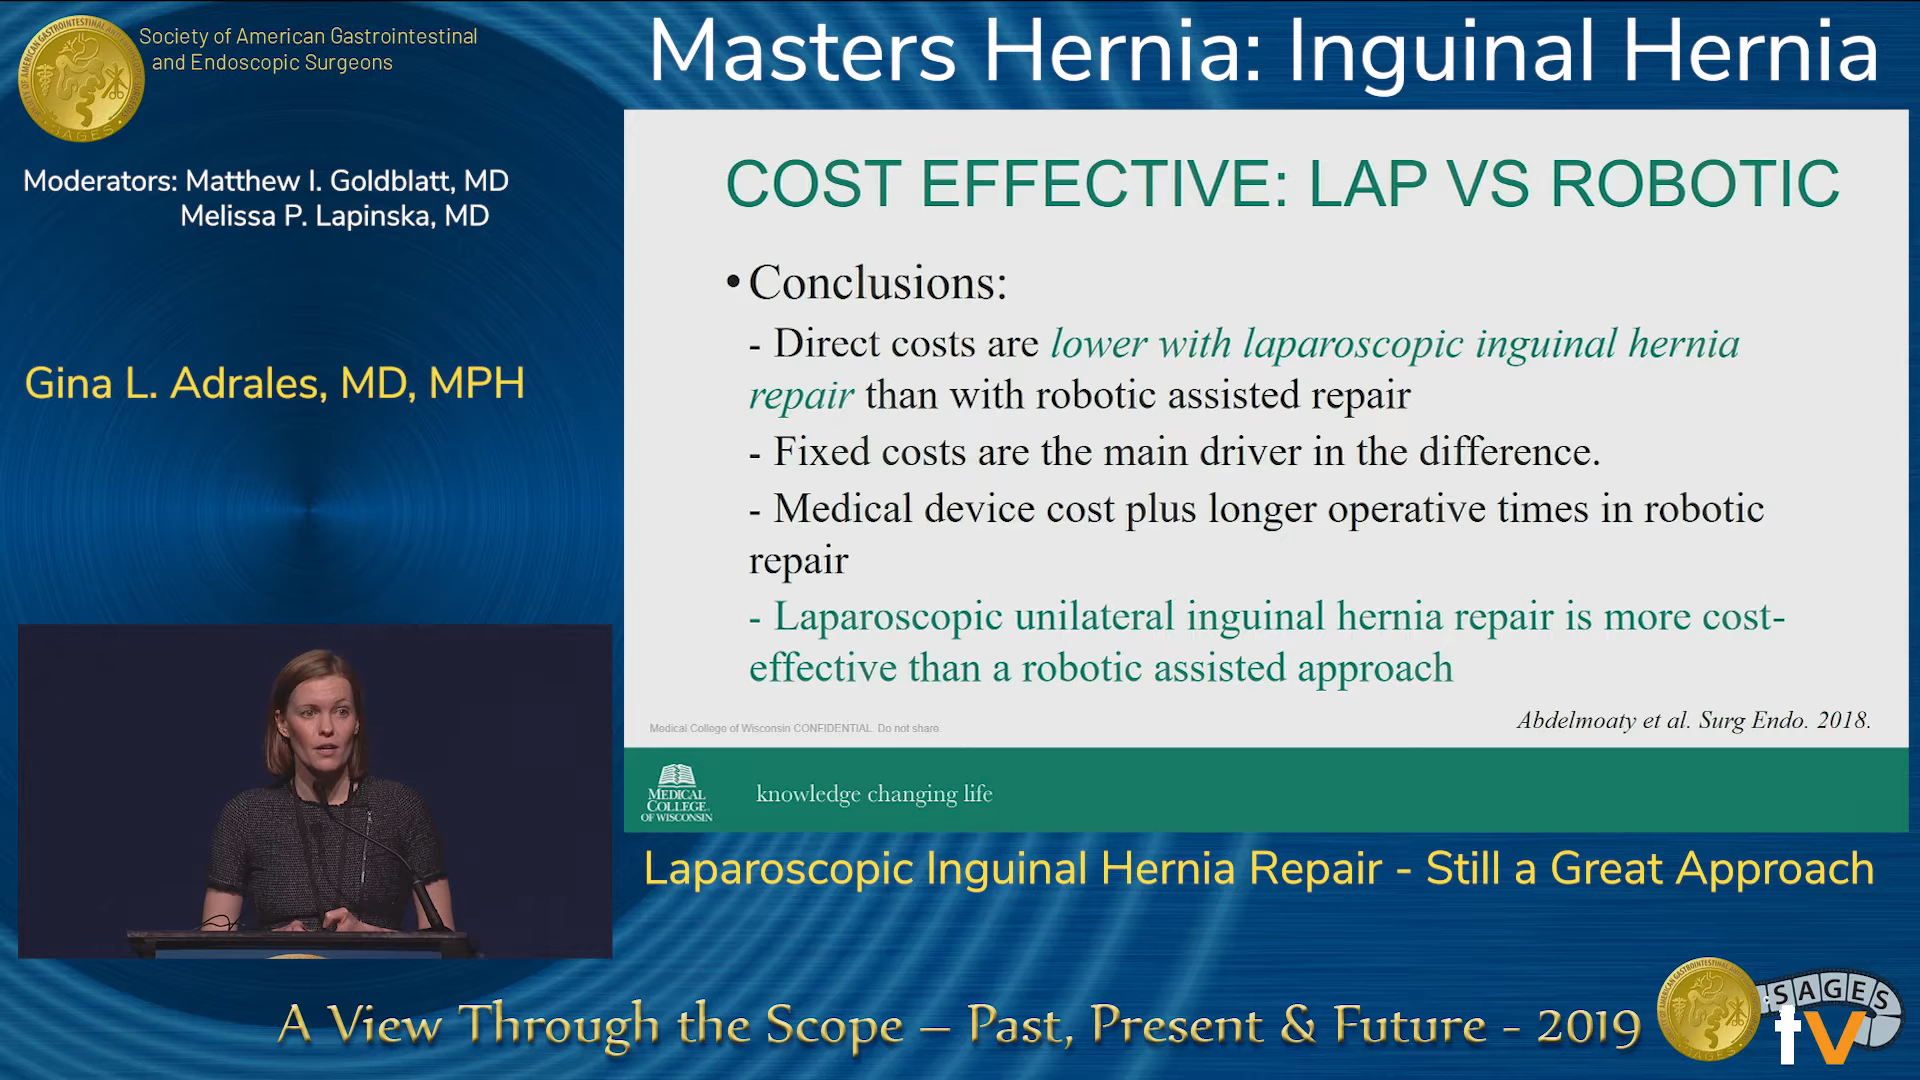 Society of American Gastrointestinal
and Endoscopic Surgeons
SAGES
Moderators: Matthew I. Goldblatt, MD
Melissa P. Lapinska, MD
Gina L. Adrales, MD, MPH
Masters Hernia: Inguinal Hernia
COST EFFECTIVE: LAP VS ROBOTIC
• Conclusions:
- Direct costs are lower with laparoscopic inguinal hernia
repair than with robotic assisted repair
- Fixed costs are the main driver in the difference.
- Medical device cost plus longer operative times in robotic
repair
- Laparoscopic unilateral inguinal hernia repair is more cost-
effective than a robotic assisted approach
Abdelmoaty et al. Surg Endo. 2018.
Medical College of Wisconsin CONFIDENTIAL. Do not share.
MEDICAL
COLLEGE
OF WISCONSIN
knowledge changing life
Laparoscopic Inguinal Hernia Repair - Still a Great Approach
A View Through the Scope – Past, Present & Future - 2019
SAGES
tv